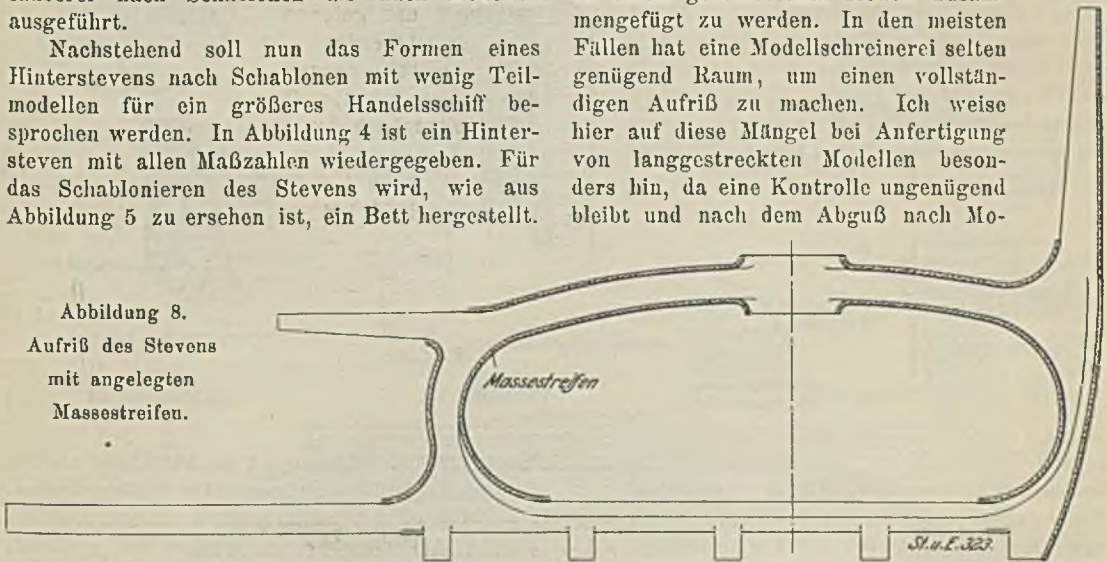 ausgeführt.
Nachstehend soll nun das Formen eines
Hinterstevens nach Schablonen mit wenig Teil-
modellen für ein größeres Handelsschiff be-
sprochen werden. In Abbildung 4 ist ein Hinter-
steven mit allen Maßzahlen wiedergegeben. Für
das Schablonieren des Stevens wird, wie aus
Abbildung 5 zu ersehen ist, ein Bett hergestellt.
mengefügt zu werden. In den meisten
Fällen hat eine Modellschreinerei selten
genügend Raum, um einen vollstän-
digen Aufriß zu machen. Ich weise
hier auf diese Mängel bei Anfertigung
von langgestreckten Modellen beson-
ders hin, da eine Kontrolle ungenügend
bleibt und nach dem Abguß nach Mo-
Abbildung 8.
Aufriß des Stevens
mit angelegten
Massestreifen.
Massestreifen
St.u.E.323.